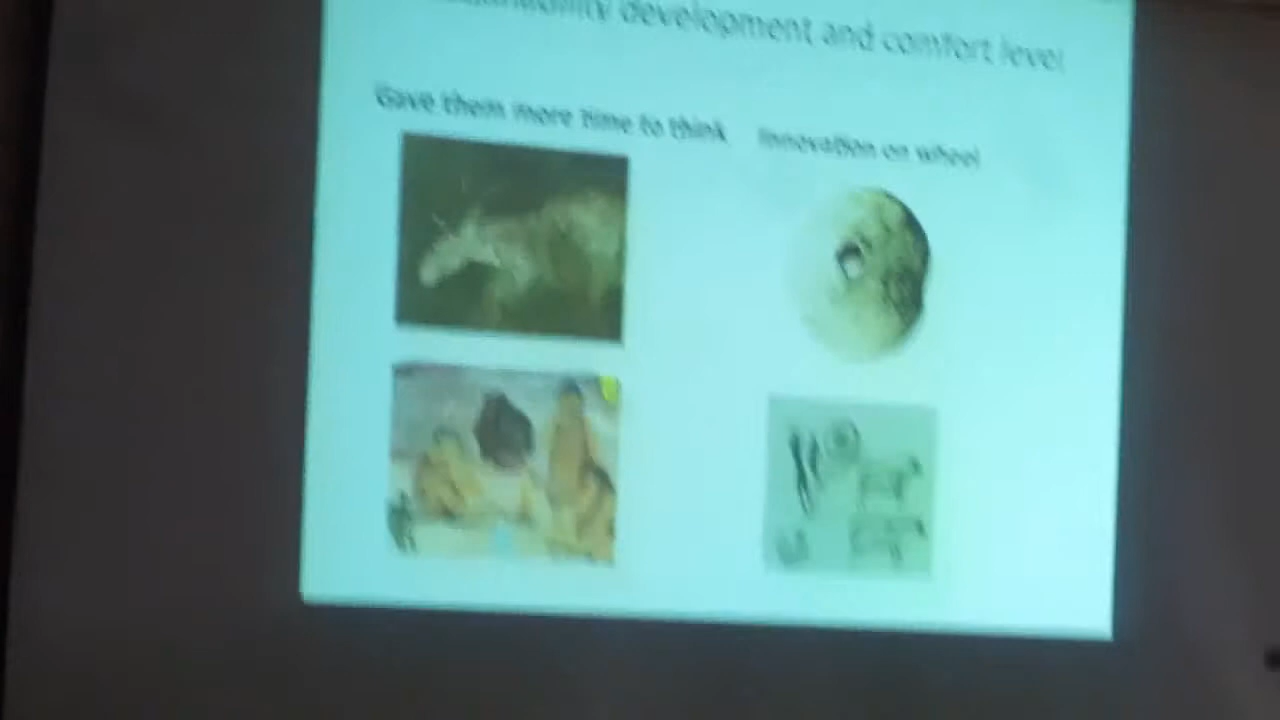 development and comfort level
Gave them more time to think
Innovation on wheel